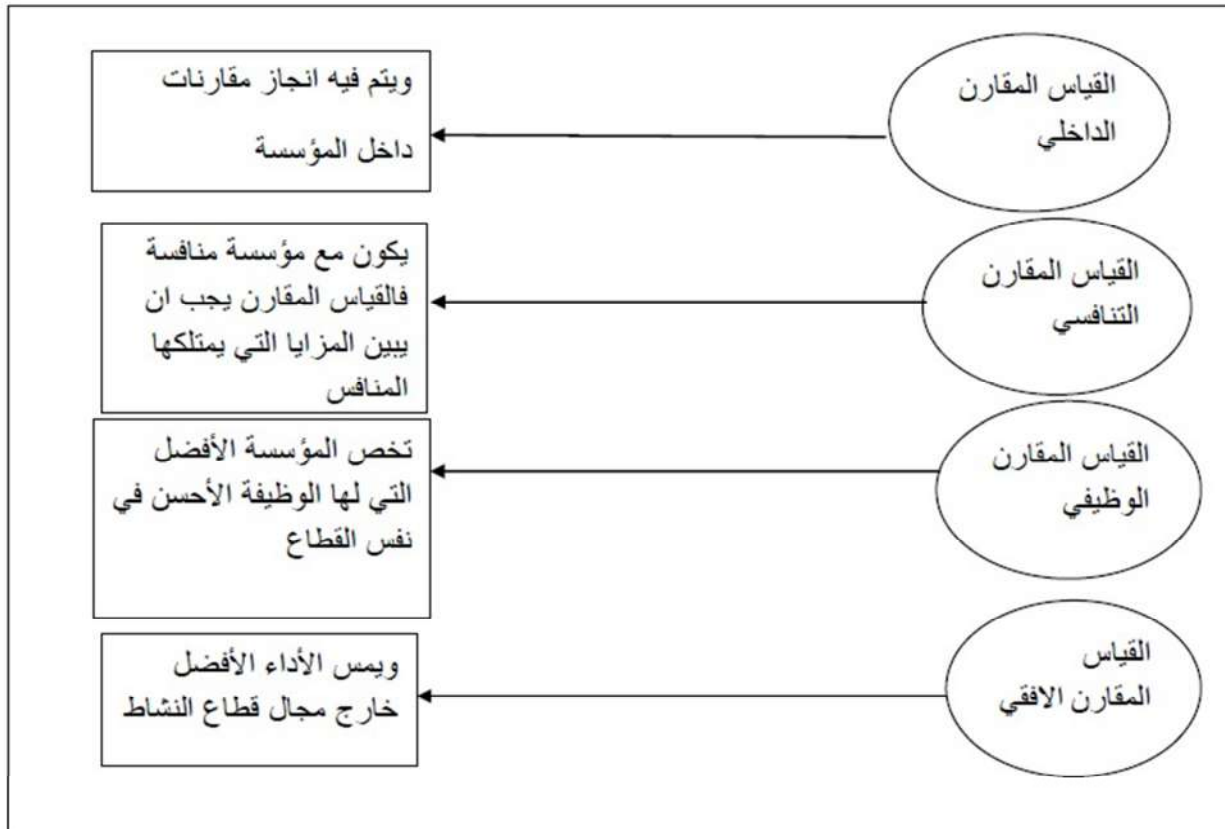 القياس المقارن
الداخلي
ويتم فيه انجاز مقارنات
داخل المؤسسة
القياس المقارن
التنافسي
يكون مع مؤسسة منافسة
فالقياس المقارن يجب ان
يبين المزايا التي يمتلكها
المنافس
القياس المقارن
الوظيفي
تخص المؤسسة الأفضل
التي لها الوظيفة الأحسن في
نفس القطاع
القياس
المقارن الافقي
ويمس الأداء الأفضل
خارج مجال قطاع النشاط